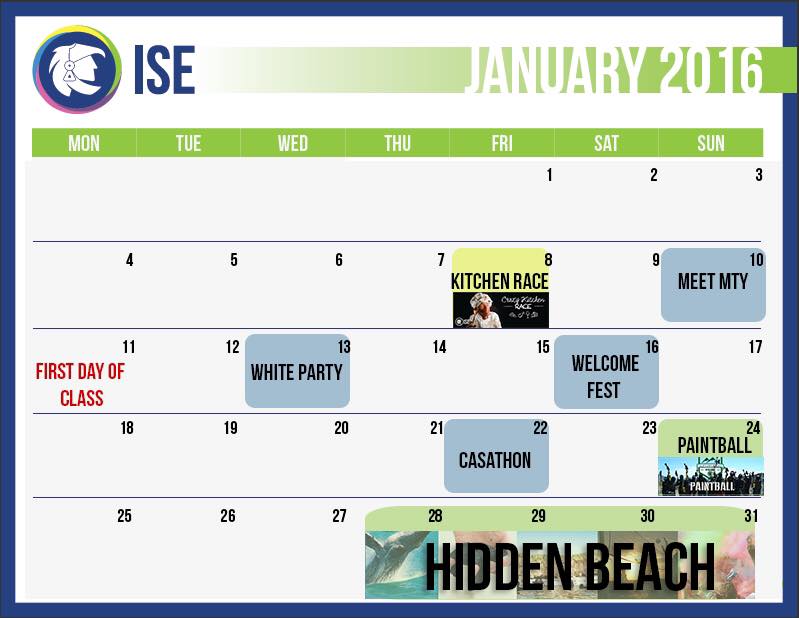 ISE
JANUARY 2016
MON TUE WED THU FRI SAT SUN
1 2 3
4 5 6 7 8 9 10
KITCHEN RACE
MEET MTY
Crazy Kitchen
RACE
11 12 13 14 15 16 17
FIRST DAY OF
CLASS
WHITE PARTY
WELCOME
FEST
18 19 20 21 22 23 24
CASATHON
PAINTBALL
PAINTBALL
25 26 27 28 29 30 31
HIDDEN BEACH